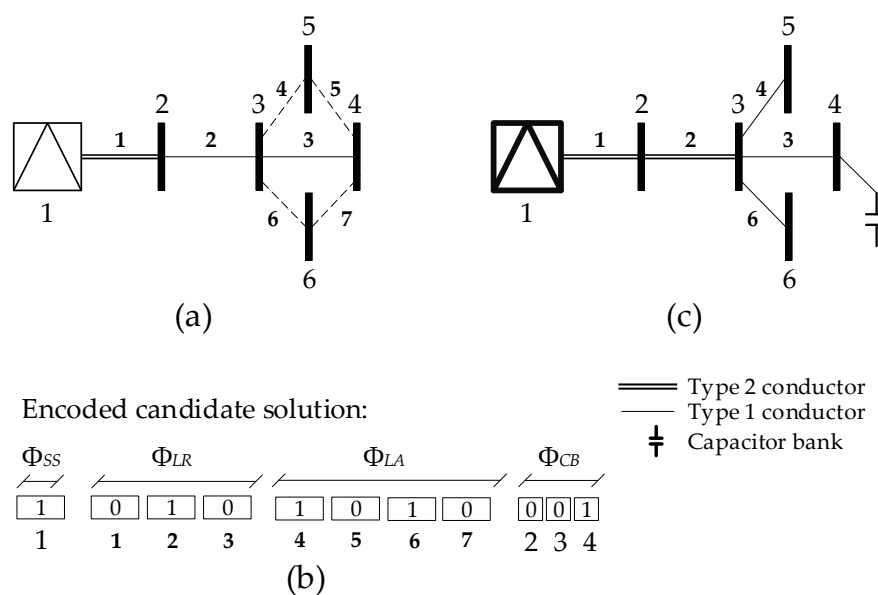 5
2
3
4
5
4
1
2
3
6
7
1
6
(a)
5
2
3
4
4
1
2
3
6
1
6
(c)
Type 2 conductor
Type 1 conductor
Capacitor bank
Encoded candidate solution:
ΦSS ΦLR ΦLA ΦCB
1 0 1 0 1 0 1 0 0 0 1
1 1 2 3 4 5 6 7 2 3 4
(b)